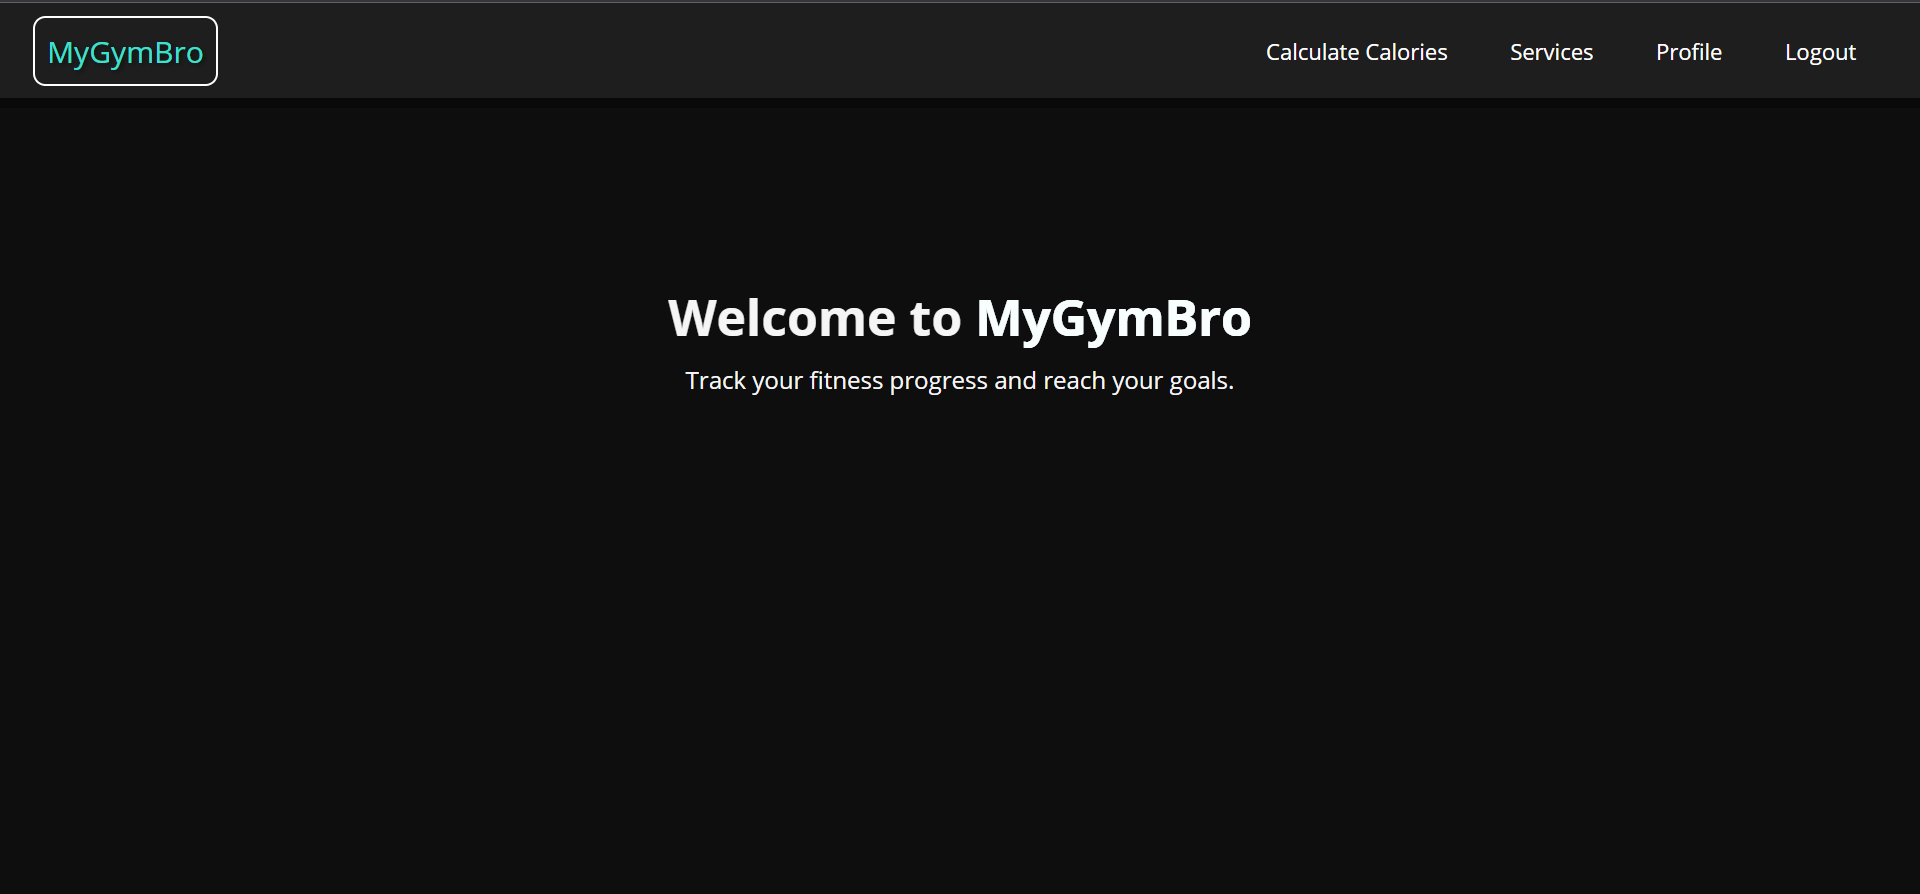 MyGymBro
Calculate Calories Services Profile Logout
Welcome to MyGymBro
Track your fitness progress and reach your goals.